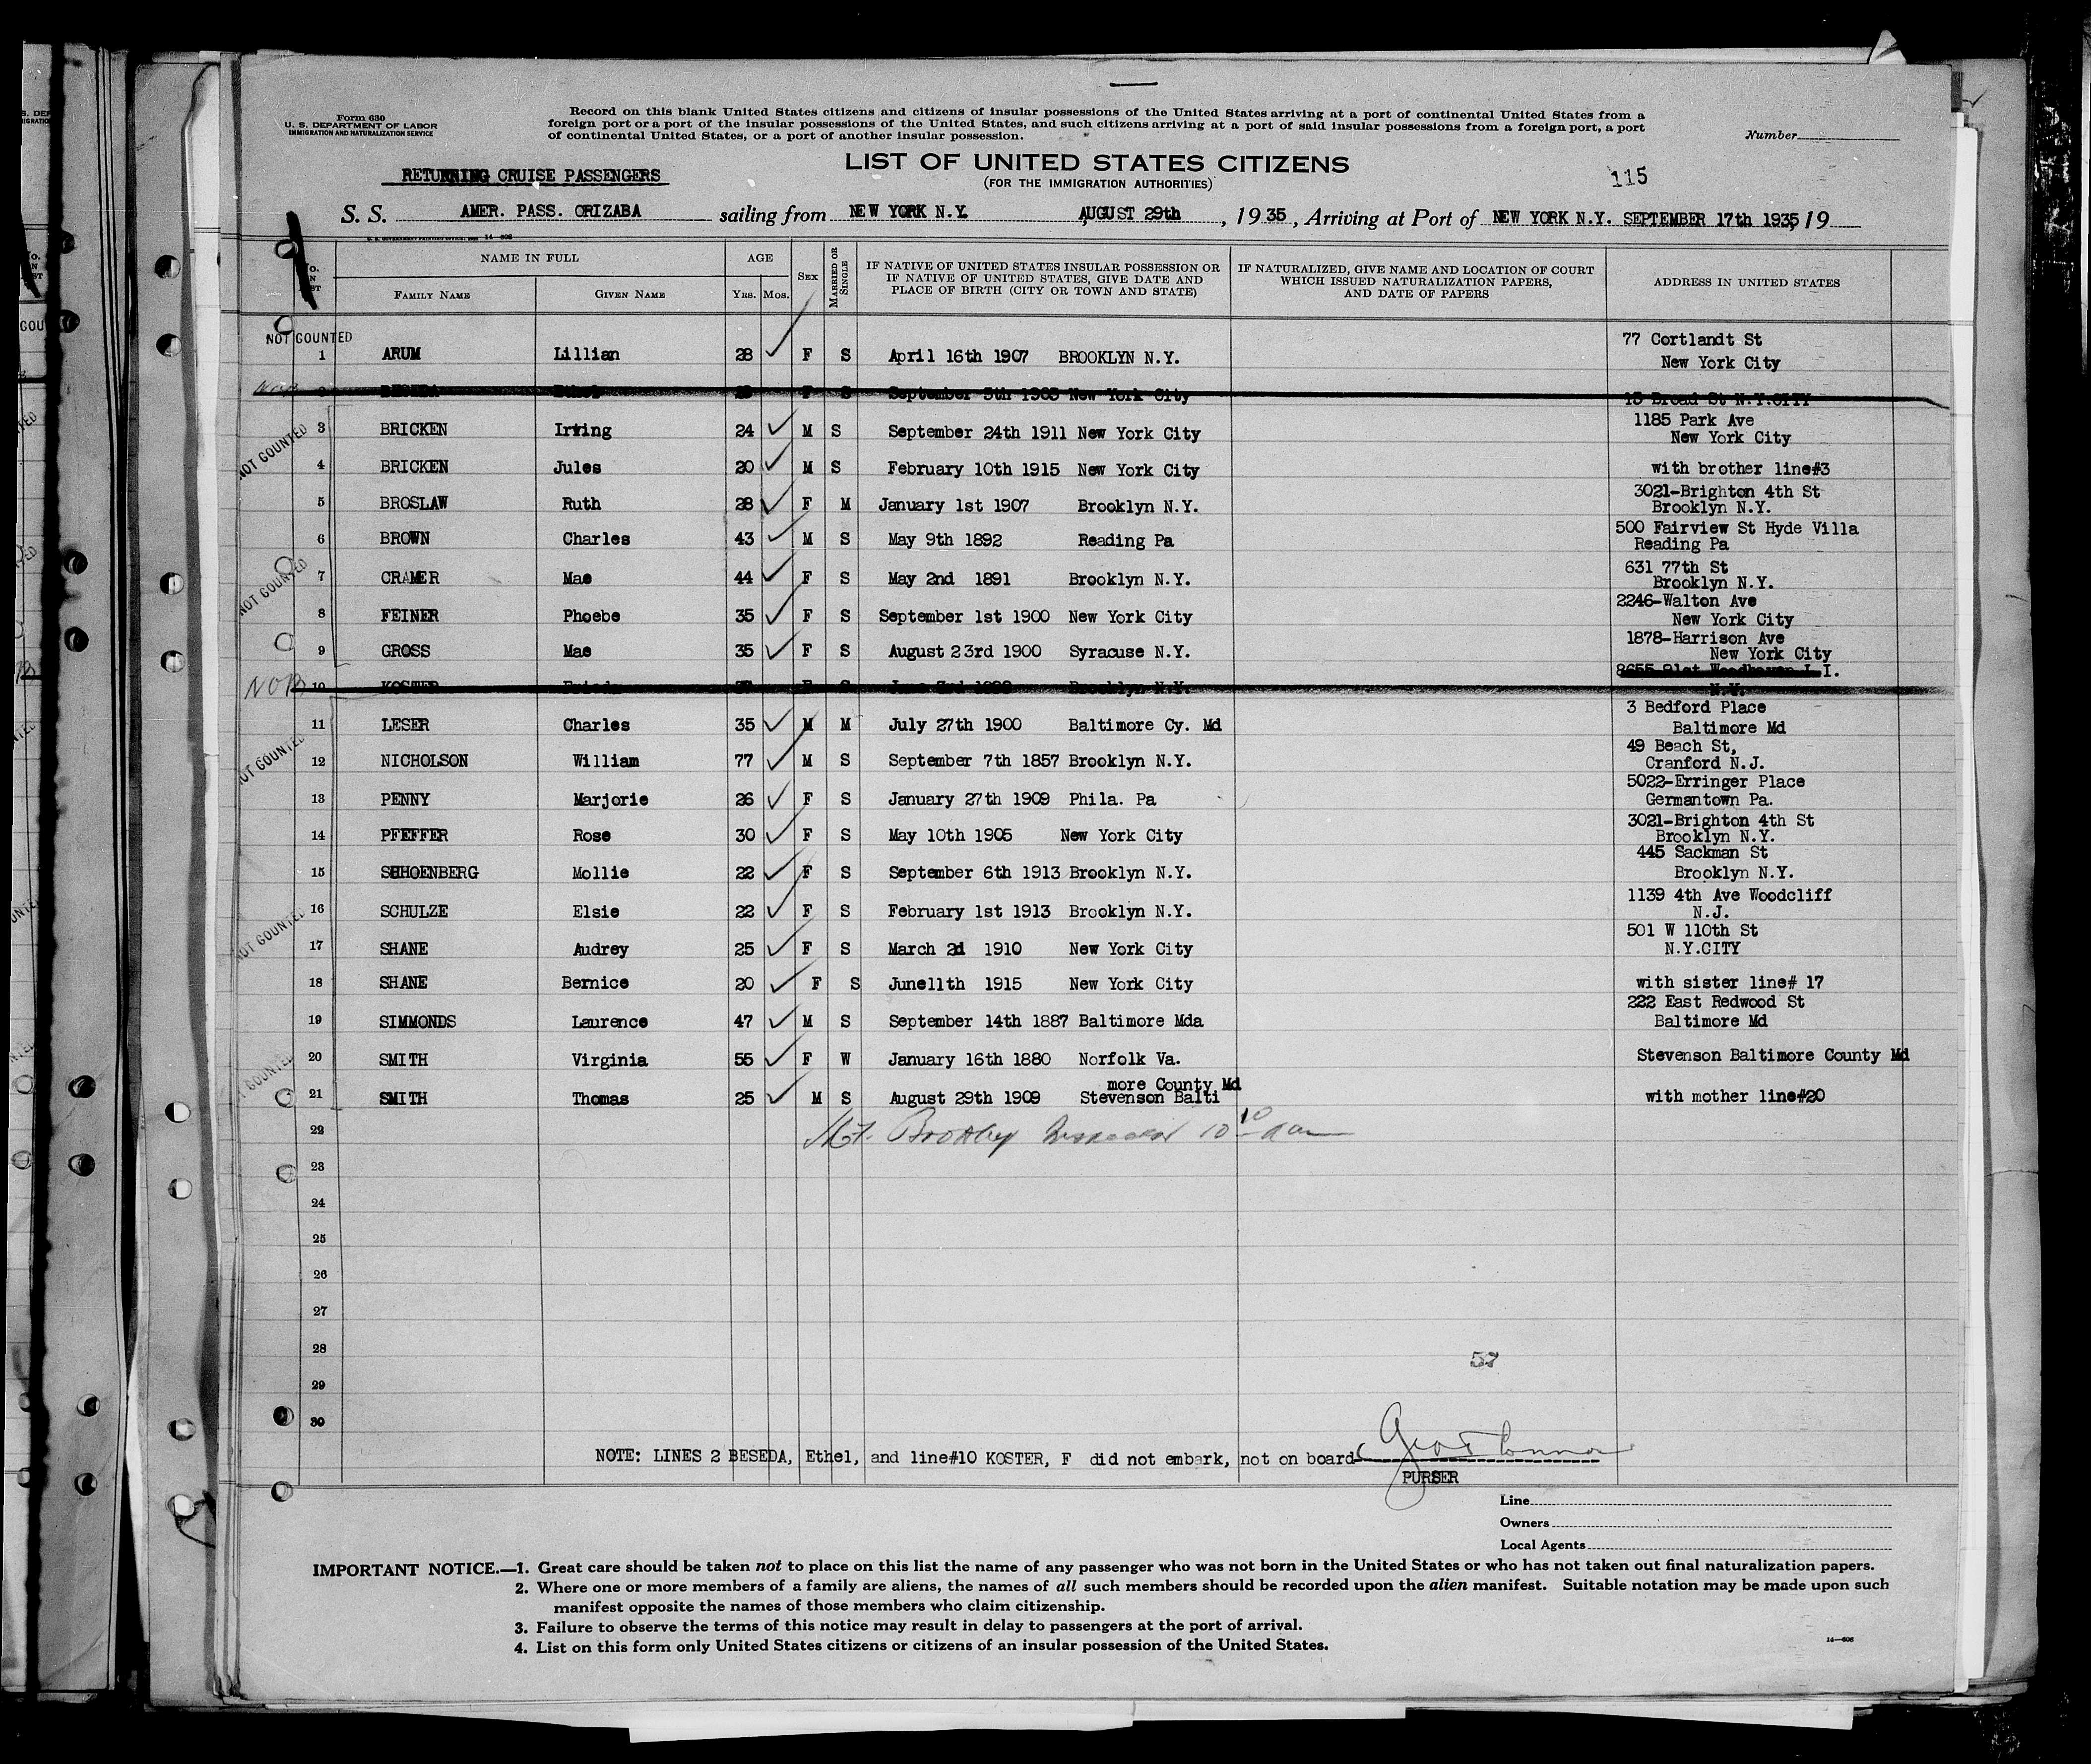 Form 630
U. S. DEPARTMENT OF LABOR
IMMIGRATION AND NATURALIZATION SERVICE
Record on this blank United States citizens and citizens of insular possessions of the United States arriving at a port of continental United States from a
foreign port or a port of the insular possessions of the United States, and such citizens arriving at a port of said insular possessions from a foreign port, a port
of continental United States, or a port of another insular possession.
Number
LIST OF UNITED STATES CITIZENS
(FOR THE IMMIGRATION AUTHORITIES)
RETURNING CRUISE PASSENGERS
115
S. S. AMER. PASS. ORIZABA sailing from NEW YORK N.Y. AUGUST 29th, 1935, Arriving at Port of NEW YORK N.Y. SEPTEMBER 17th 1935, 19
NAME IN FULL AGE SEX MARRIED OR SINGLE IF NATIVE OF UNITED STATES INSULAR POSSESSION OR IF NATIVE OF UNITED STATES, GIVE DATE AND PLACE OF BIRTH (CITY OR TOWN AND STATE) IF NATURALIZED, GIVE NAME AND LOCATION OF COURT WHICH ISSUED NATURALIZATION PAPERS, AND DATE OF PAPERS ADDRESS IN UNITED STATES
FAMILY NAME GIVEN NAME YRS. MOS.
NOT COUNTED
1 ARUM Lillian 28 F S April 16th 1907 BROOKLYN N.Y. 77 Cortlandt St New York City
2 BESEDA Ethel F S September 5th New York City 15 Broad St N.Y.CITY
NOT COUNTED
3 BRICKEN Irving 24 M S September 24th 1911 New York City 1185 Park Ave New York City
4 BRICKEN Jules 20 M S February 10th 1915 New York City with brother line#3
5 BROSLAW Ruth 28 F M January 1st 1907 Brooklyn N.Y. 3021-Brighton 4th St Brooklyn N.Y.
6 BROWN Charles 43 M S May 9th 1892 Reading Pa 500 Fairview St Hyde Villa Reading Pa
NOT COUNTED
7 CRAMER Mae 44 F S May 2nd 1891 Brooklyn N.Y. 631 77th St Brooklyn N.Y.
8 FEINER Phoebe 35 F S September 1st 1900 New York City 2246-Walton Ave New York City
9 GROSS Mae 35 F S August 23rd 1900 Syracuse N.Y. 1878-Harrison Ave New York City
NOB 10 KOSTER F S Brooklyn N.Y. 8655 91st Woodhaven L.I. N.Y.
11 LESER Charles 35 M M July 27th 1900 Baltimore Cy. Md 3 Bedford Place Baltimore Md
NOT COUNTED
12 NICHOLSON William 77 M S September 7th 1857 Brooklyn N.Y. 49 Beach St, Cranford N.J.
13 PENNY Marjorie 26 F S January 27th 1909 Phila. Pa 5022-Erringer Place Germantown Pa.
14 PFEFFER Rose 30 F S May 10th 1905 New York City 3021-Brighton 4th St Brooklyn N.Y.
15 SCHOENBERG Mollie 22 F S September 6th 1913 Brooklyn N.Y. 445 Sackman St Brooklyn N.Y.
16 SCHULZE Elsie 22 F S February 1st 1913 Brooklyn N.Y. 1139 4th Ave Woodcliff N.J.
NOT COUNTED
17 SHANE Audrey 25 F S March 2d 1910 New York City 501 W 110th St N.Y.CITY
18 SHANE Bernice 20 F S June11th 1915 New York City with sister line# 17
19 SIMMONDS Laurence 47 M S September 14th 1887 Baltimore Mda 222 East Redwood St Baltimore Md
20 SMITH Virginia 55 F W January 16th 1880 Norfolk Va. Stevenson Baltimore County Md
COUNTED
21 SMITH Thomas 25 M S August 29th 1909 Stevenson Balti more County Md with mother line#20
22 10 10 am
23
24
25
26
27
28
57
29
30
NOTE: LINES 2 BESEDA, Ethel, and line#10 KOSTER, F did not embark, not on board
PURSER
Line
Owners
Local Agents
IMPORTANT NOTICE.—1. Great care should be taken not to place on this list the name of any passenger who was not born in the United States or who has not taken out final naturalization papers.
2. Where one or more members of a family are aliens, the names of all such members should be recorded upon the alien manifest. Suitable notation may be made upon such
manifest opposite the names of those members who claim citizenship.
3. Failure to observe the terms of this notice may result in delay to passengers at the port of arrival.
4. List on this form only United States citizens or citizens of an insular possession of the United States.
14—606